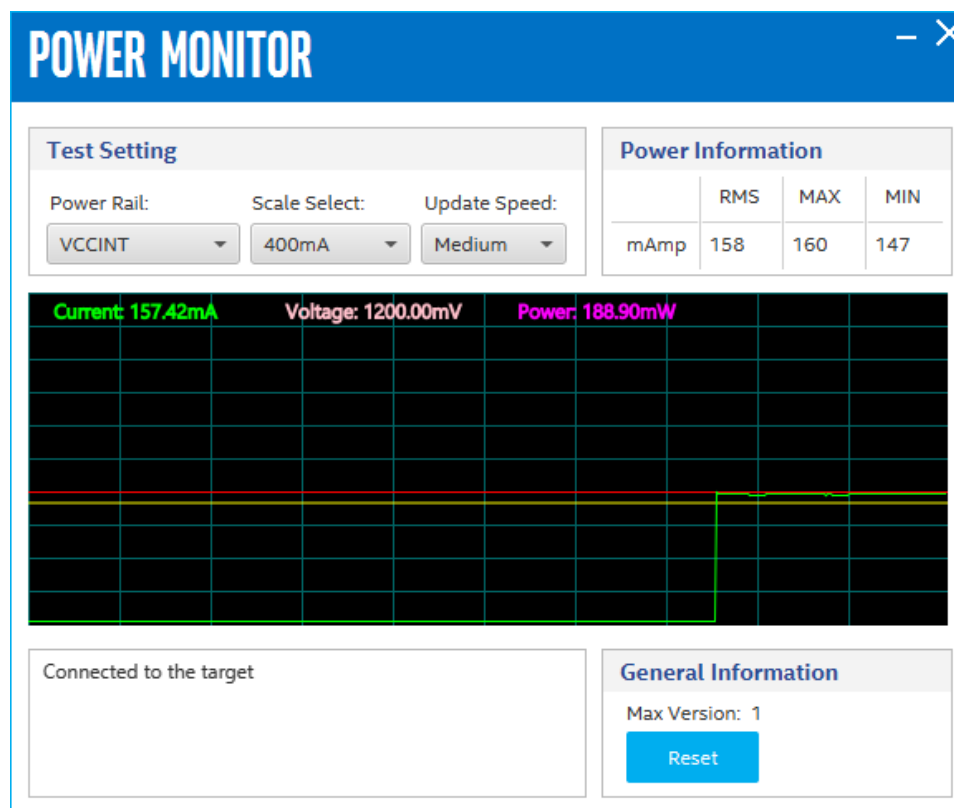 POWER MONITOR
Test Setting
Power Rail: Scale Select: Update Speed:
VCCINT 400mA Medium
Power Information
RMS MAX MIN
mAmp 158 160 147
Current: 157.42mA Voltage: 1200.00mV Power: 188.90mW
Connected to the target
General Information
Max Version: 1
Reset